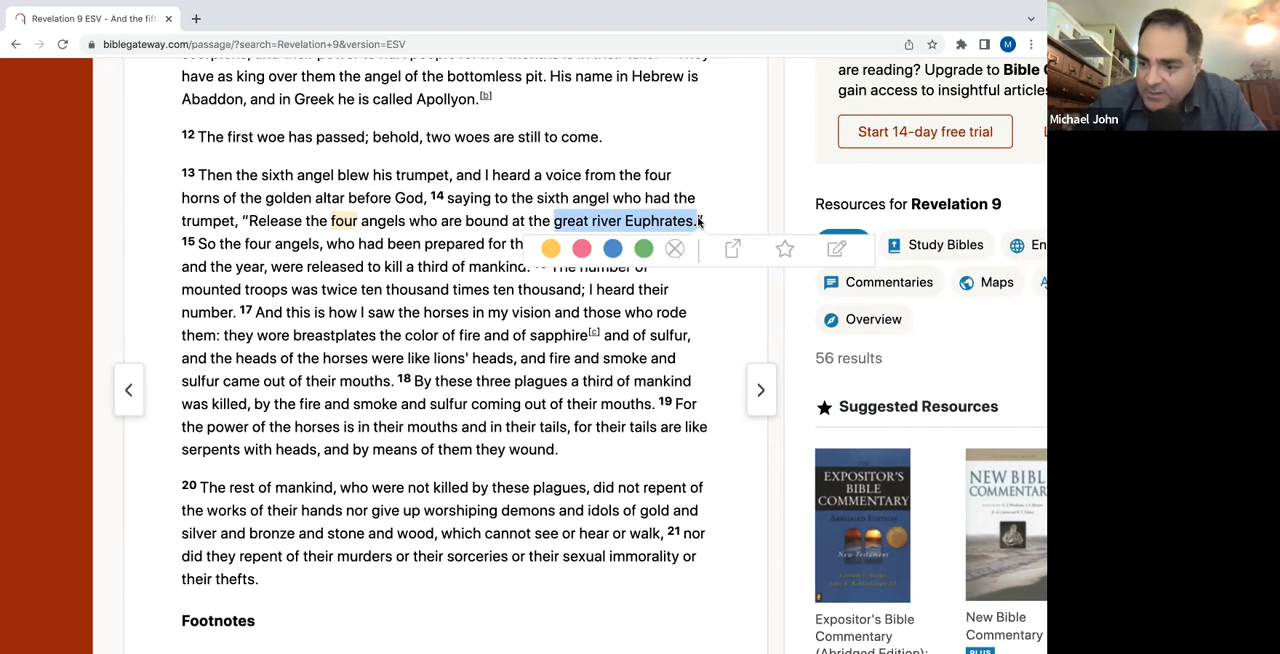 Revelation 9 ESV - And the fif
biblegateway.com/passage/?search=Revelation+9&version=ESV
M
Michael John
have as king over them the angel of the bottomless pit. His name in Hebrew is
Abaddon, and in Greek he is called Apollyon.[b]
12 The first woe has passed; behold, two woes are still to come.
13 Then the sixth angel blew his trumpet, and I heard a voice from the four
horns of the golden altar before God, 14 saying to the sixth angel who had the
trumpet, “Release the four angels who are bound at the great river Euphrates.”
15 So the four angels, who had been prepared for th
and the year, were released to kill a third of mankind. The number of
mounted troops was twice ten thousand times ten thousand; I heard their
number. 17 And this is how I saw the horses in my vision and those who rode
them: they wore breastplates the color of fire and of sapphire[c] and of sulfur,
and the heads of the horses were like lions' heads, and fire and smoke and
sulfur came out of their mouths. 18 By these three plagues a third of mankind
was killed, by the fire and smoke and sulfur coming out of their mouths. 19 For
the power of the horses is in their mouths and in their tails, for their tails are like
serpents with heads, and by means of them they wound.
20 The rest of mankind, who were not killed by these plagues, did not repent of
the works of their hands nor give up worshiping demons and idols of gold and
silver and bronze and stone and wood, which cannot see or hear or walk, 21 nor
did they repent of their murders or their sorceries or their sexual immorality or
their thefts.
Footnotes
are reading? Upgrade to Bible G
gain access to insightful articles
Start 14-day free trial
Resources for Revelation 9
Study Bibles
En
Commentaries
Maps
Overview
56 results
Suggested Resources
EXPOSITOR'S
BIBLE
COMMENTARY
ABRIDGED EDITION
New Testament
NEW BIBL
COMMENTAR
Expositor's Bible
Commentary
(Abridged Edition):
New Bible
Commentary
PLUS